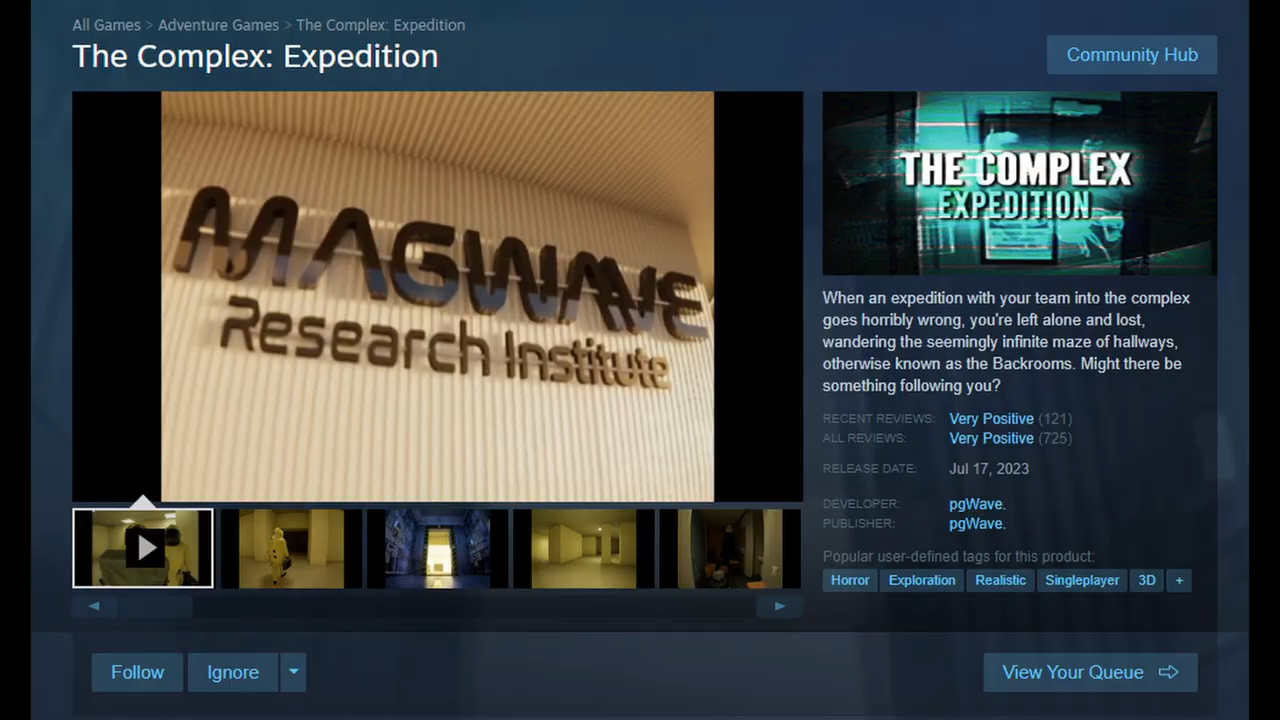 All Games > Adventure Games > The Complex: Expedition
The Complex: Expedition
Community Hub
MAGWAVE
Research Institute
THE COMPLEX
EXPEDITION
When an expedition with your team into the complex
goes horribly wrong, you're left alone and lost,
wandering the seemingly infinite maze of hallways,
otherwise known as the Backrooms. Might there be
something following you?
RECENT REVIEWS: Very Positive (121)
ALL REVIEWS: Very Positive (725)
RELEASE DATE: Jul 17, 2023
DEVELOPER: pgWave.
PUBLISHER: pgWave.
Popular user-defined tags for this product:
Horror Exploration Realistic Singleplayer 3D +
Follow Ignore
View Your Queue